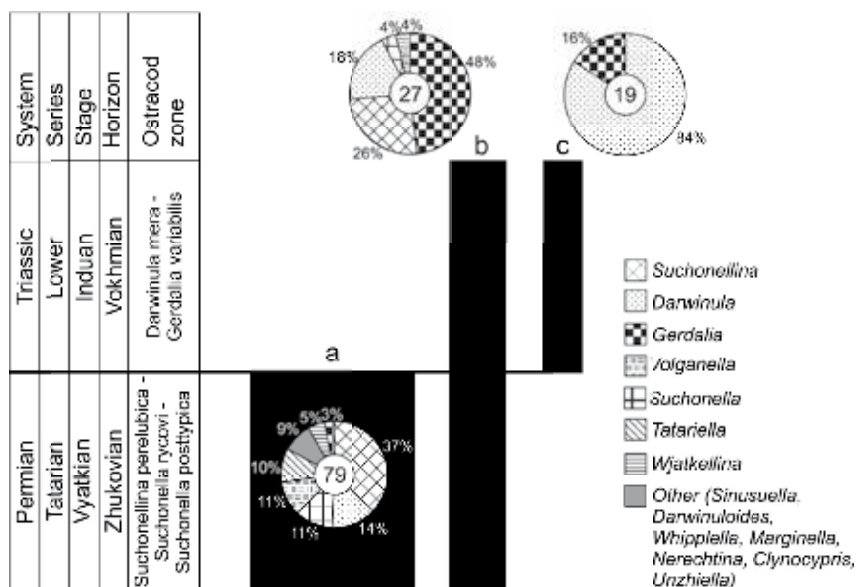 System
Series
Stage
Horizon
Ostracod
zone
Triassic
Lower
Induan
Vokhmian
Darwinula mera -
Gerdalia variabilis
Permian
Tatarian
Vyatkian
Zhukovian
Suchonellina perelubica -
Suchonella rycovi -
Suchonella posttypica
4%
4%
18%
48%
27
26%
16%
19
84%
b
c
a
5%
3%
9%
37%
10%
79
11%
11%
14%
Suchonellina
Darwinula
Gerdalia
Volganella
Suchonella
Tatariella
Wjatkellina
Other (Sinusuella,
Darwinuloides,
Whipplella, Marginella,
Nerechtina, Clynocypris,
Unzhiella)